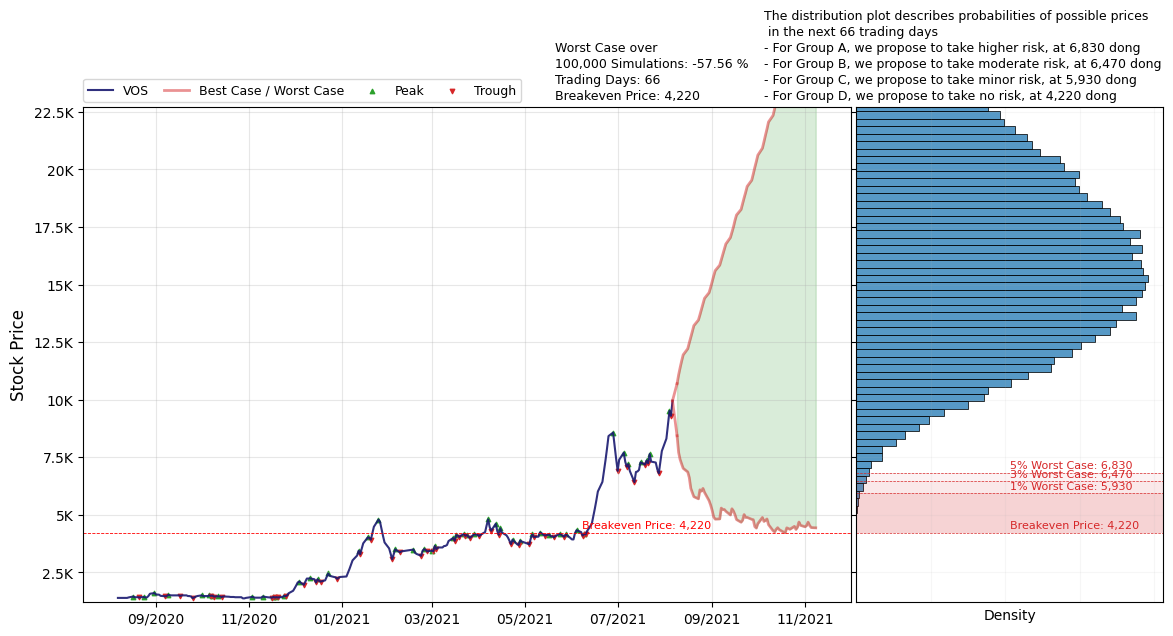 The distribution plot describes probabilities of possible prices
in the next 66 trading days
- For Group A, we propose to take higher risk, at 6,830 dong
- For Group B, we propose to take moderate risk, at 6,470 dong
- For Group C, we propose to take minor risk, at 5,930 dong
- For Group D, we propose to take no risk, at 4,220 dong
Worst Case over
100,000 Simulations: -57.56 %
Trading Days: 66
Breakeven Price: 4,220
VOS
Best Case / Worst Case
Peak
Trough
Stock Price
22.5K
20K
17.5K
15K
12.5K
10K
7.5K
5K
2.5K
Breakeven Price: 4,220
09/2020
11/2020
01/2021
03/2021
05/2021
07/2021
09/2021
11/2021
5% Worst Case: 6,830
3% Worst Case: 6,470
1% Worst Case: 5,930
Breakeven Price: 4,220
Density